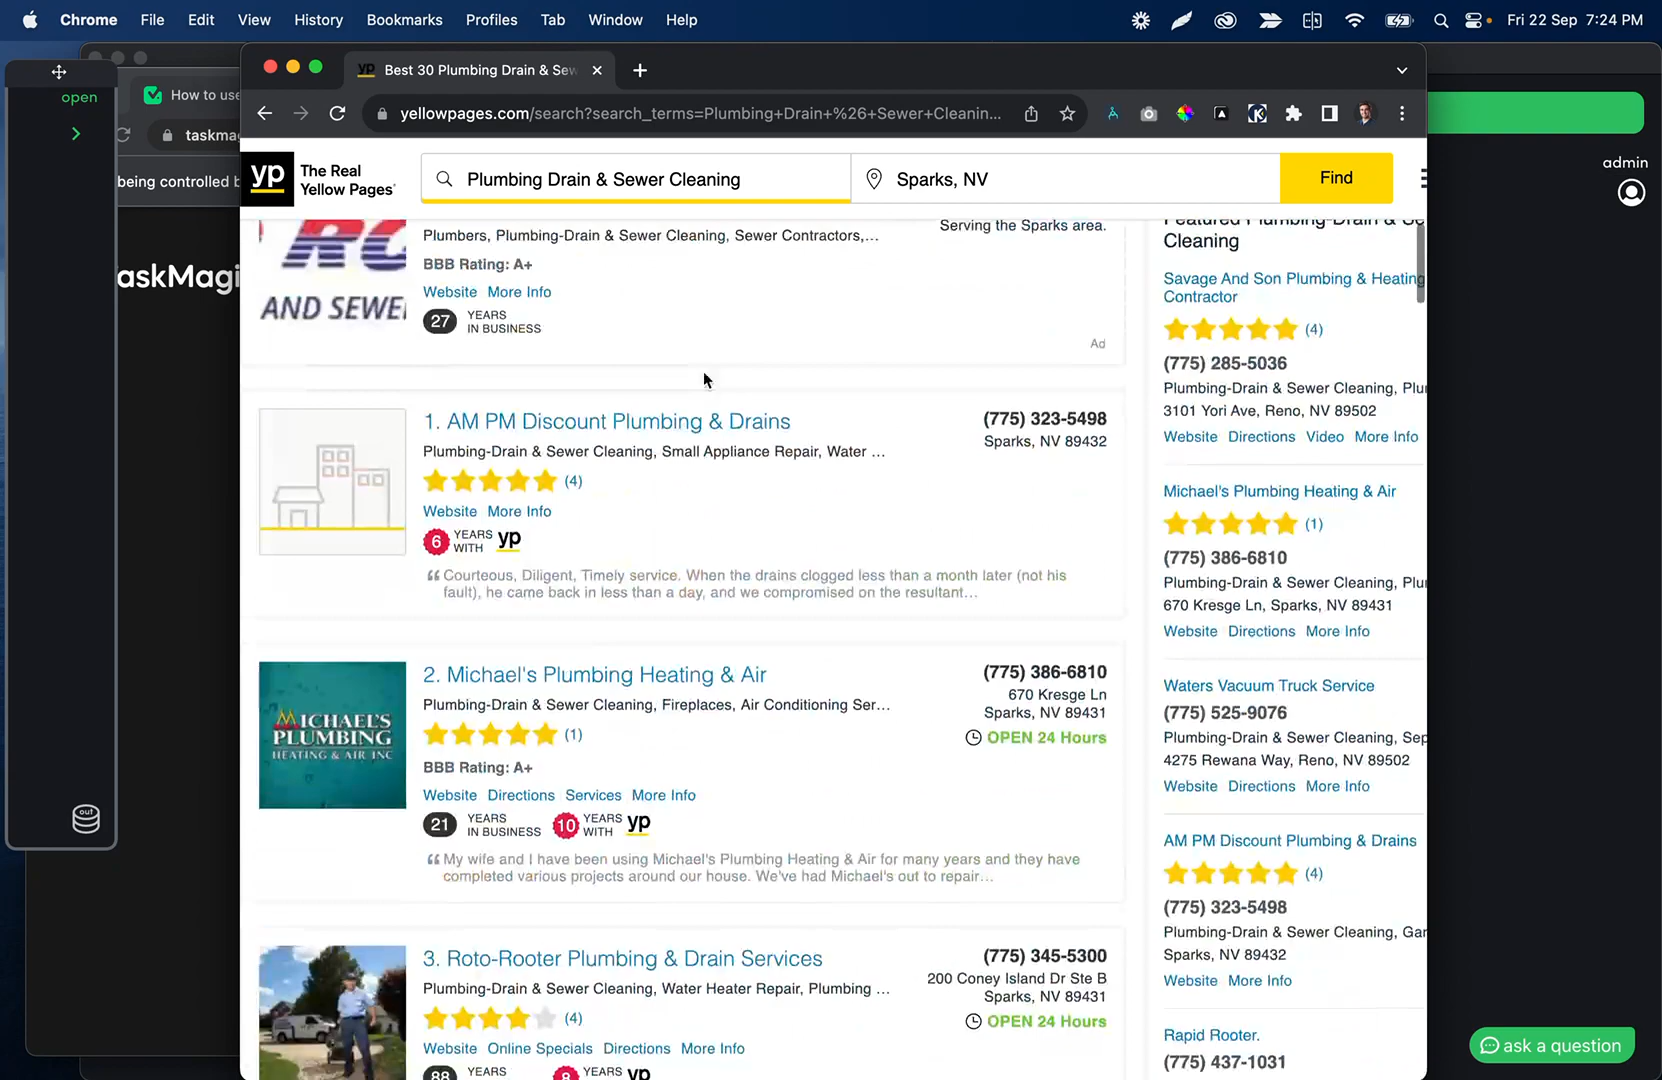 Chrome File Edit View History Bookmarks Profiles Tab Window Help
Fri 22 Sep 7:24 PM
open
How to use
taskma
being controlled b
askMagi
Best 30 Plumbing Drain & Sew
yellowpages.com/search?search_terms=Plumbing+Drain+%26+Sewer+Cleanin...
admin
yp The Real
Yellow Pages
Plumbing Drain & Sewer Cleaning
Sparks, NV
Find
AND SEWE
Plumbers, Plumbing-Drain & Sewer Cleaning, Sewer Contractors,...
Serving the Sparks area.
BBB Rating: A+
Website More Info
27 YEARS
IN BUSINESS
Ad
1. AM PM Discount Plumbing & Drains
(775) 323-5498
Sparks, NV 89432
Plumbing-Drain & Sewer Cleaning, Small Appliance Repair, Water ...
(4)
Website More Info
6 YEARS
WITH yp
“ Courteous, Diligent, Timely service. When the drains clogged less than a month later (not his
fault), he came back in less than a day, and we compromised on the resultant...
MICHAEL'S
PLUMBING
HEATING & AIR INC
2. Michael's Plumbing Heating & Air
(775) 386-6810
670 Kresge Ln
Sparks, NV 89431
OPEN 24 Hours
Plumbing-Drain & Sewer Cleaning, Fireplaces, Air Conditioning Ser...
(1)
BBB Rating: A+
Website Directions Services More Info
21 YEARS
IN BUSINESS
10 YEARS
WITH yp
“ My wife and I have been using Michael's Plumbing Heating & Air for many years and they have
completed various projects around our house. We've had Michael's out to repair...
3. Roto-Rooter Plumbing & Drain Services
(775) 345-5300
200 Coney Island Dr Ste B
Sparks, NV 89431
OPEN 24 Hours
Plumbing-Drain & Sewer Cleaning, Water Heater Repair, Plumbing ...
(4)
Website Online Specials Directions More Info
88 YEARS
8 YEARS yp
Featured Plumbing-Drain & Se
Cleaning
Savage And Son Plumbing & Heating
Contractor
(4)
(775) 285-5036
Plumbing-Drain & Sewer Cleaning, Plu
3101 Yori Ave, Reno, NV 89502
Website Directions Video More Info
Michael's Plumbing Heating & Air
(1)
(775) 386-6810
Plumbing-Drain & Sewer Cleaning, Plu
670 Kresge Ln, Sparks, NV 89431
Website Directions More Info
Waters Vacuum Truck Service
(775) 525-9076
Plumbing-Drain & Sewer Cleaning, Sep
4275 Rewana Way, Reno, NV 89502
Website Directions More Info
AM PM Discount Plumbing & Drains
(4)
(775) 323-5498
Plumbing-Drain & Sewer Cleaning, Gar
Sparks, NV 89432
Website More Info
Rapid Rooter.
(775) 437-1031
out
ask a question